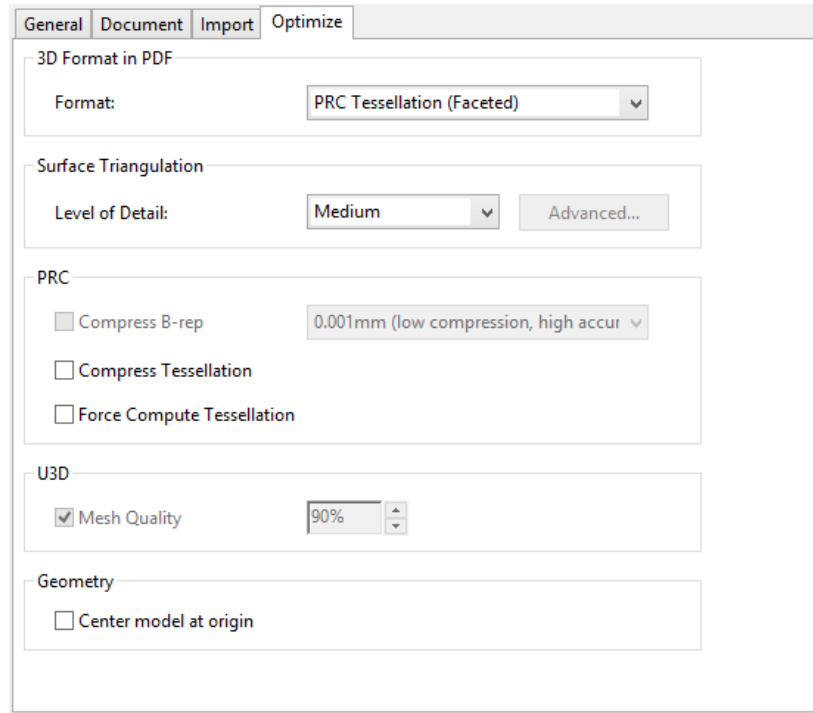 General Document Import Optimize
3D Format in PDF
Format: PRC Tessellation (Faceted)
Surface Triangulation
Level of Detail: Medium Advanced...
PRC
Compress B-rep 0.001mm (low compression, high accur
Compress Tessellation
Force Compute Tessellation
U3D
Mesh Quality 90%
Geometry
Center model at origin